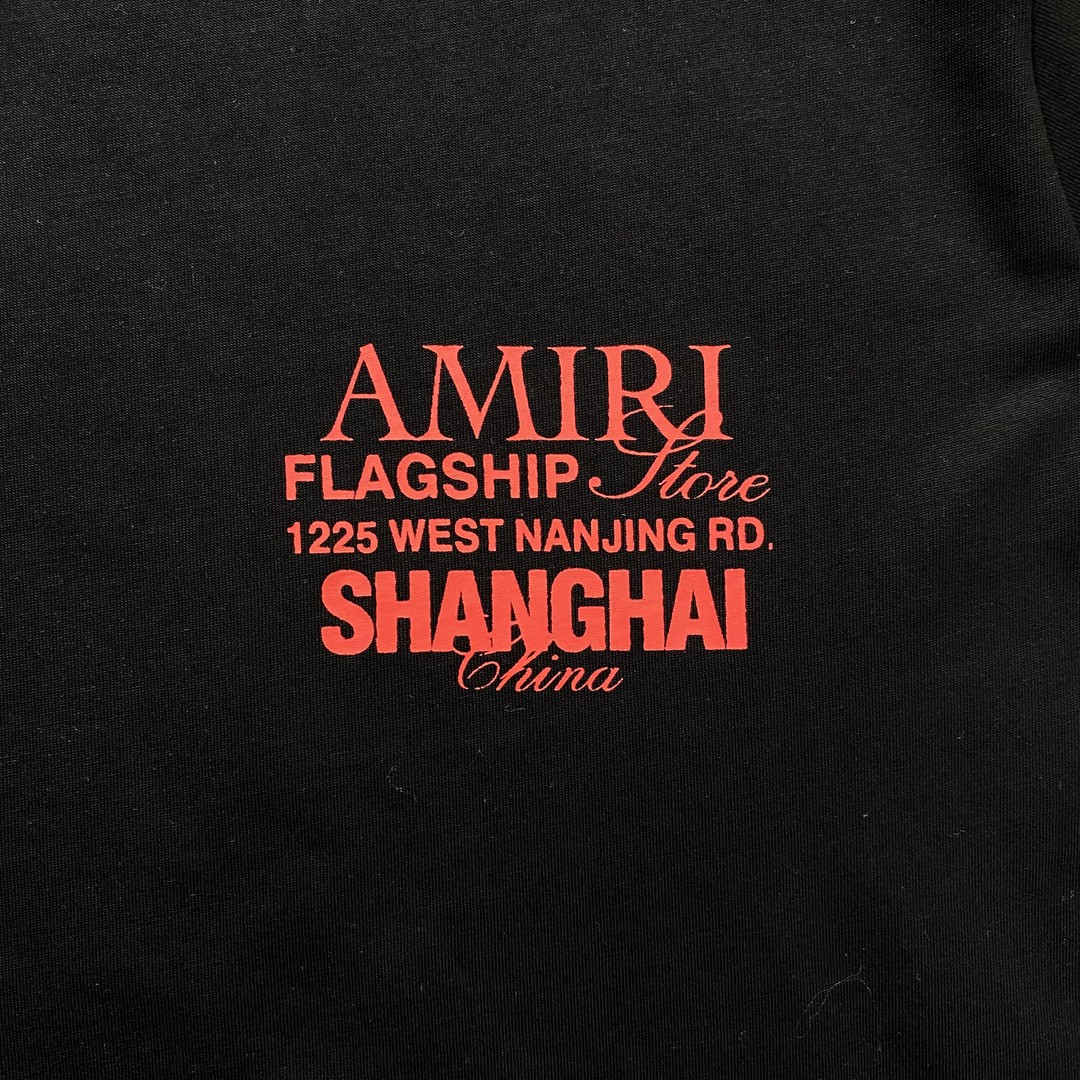 AMIRI
FLAGSHIP Store
1225 WEST NANJING RD.
SHANGHAI
China